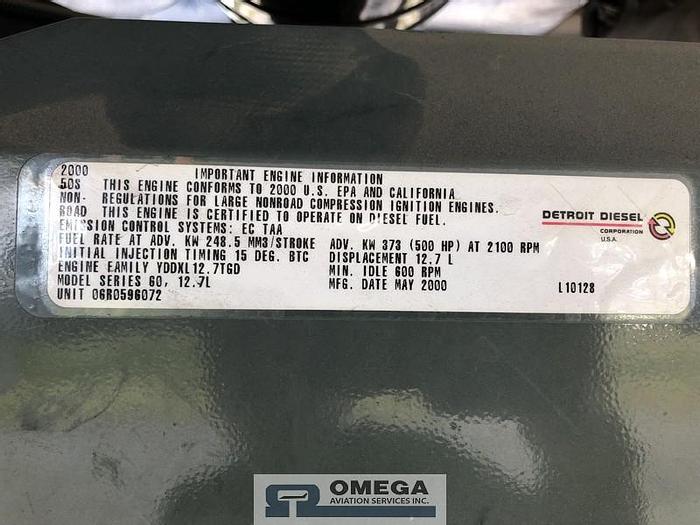 2000 IMPORTANT ENGINE INFORMATION
50S THIS ENGINE CONFORMS TO 2000 U.S. EPA AND CALIFORNIA
NON- REGULATIONS FOR LARGE NONROAD COMPRESSION IGNITION ENGINES.
ROAD THIS ENGINE IS CERTIFIED TO OPERATE ON DIESEL FUEL.
EMISSION CONTROL SYSTEMS: EC TAA
FUEL RATE AT ADV. KW 248.5 MM3/STROKE ADV. KW 373 (500 HP) AT 2100 RPM
INITIAL INJECTION TIMING 15 DEG. BTC DISPLACEMENT 12.7 L
ENGINE FAMILY YDDXL12.7TGD MIN. IDLE 600 RPM
MODEL SERIES 60, 12.7L MFG. DATE MAY 2000 L10128
UNIT 06R0596072
DETROIT DIESEL
CORPORATION
U.S.A.
OMEGA
AVIATION SERVICES INC.